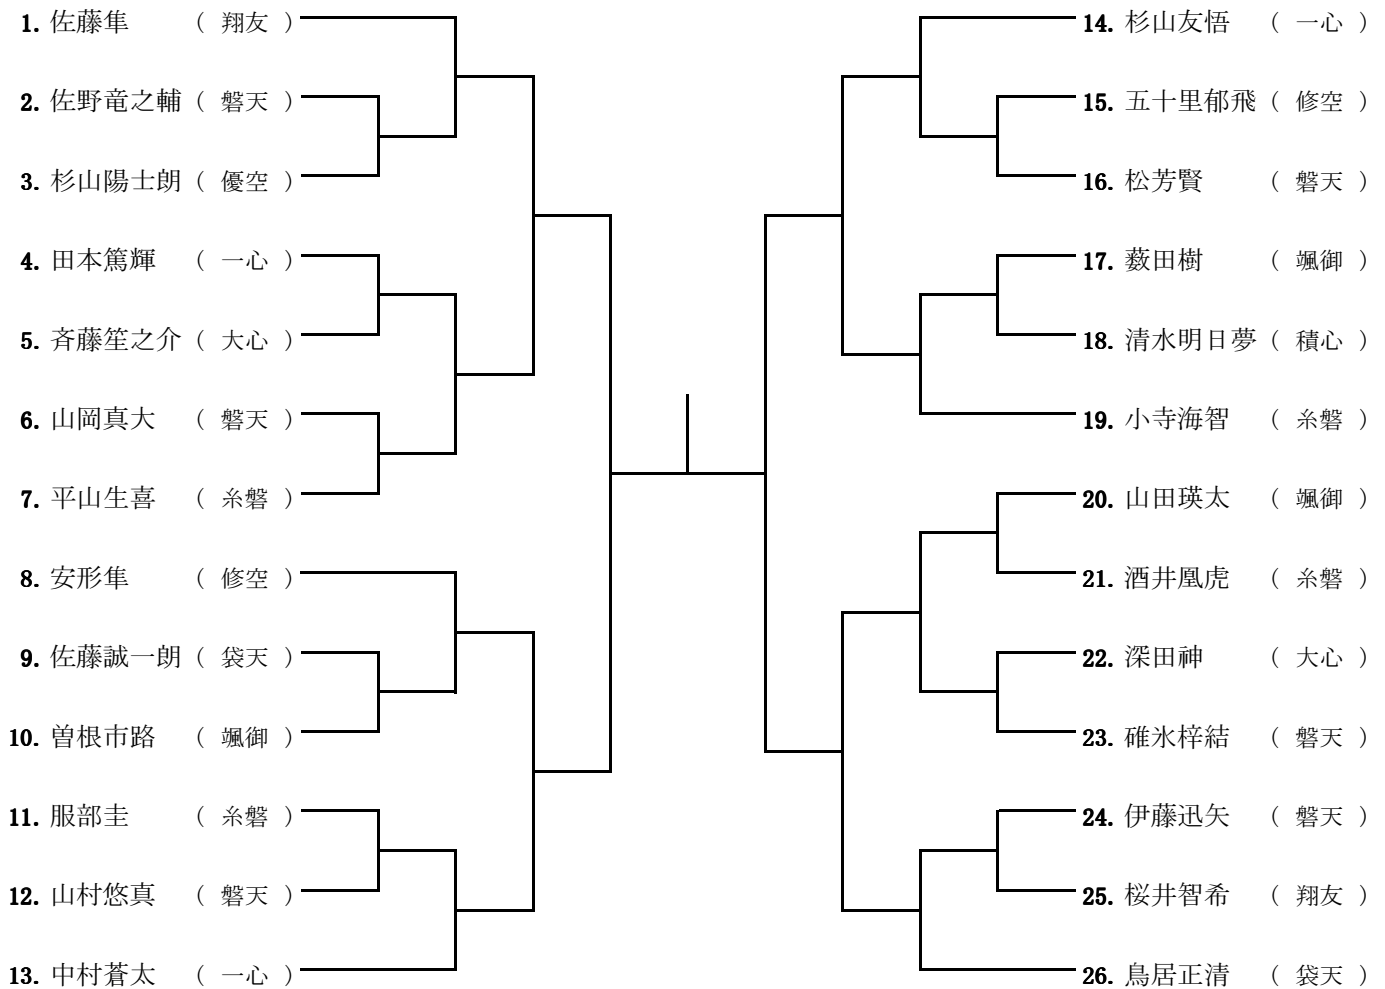 1. 佐藤隼 ( 翔友 )
2. 佐野竜之輔 ( 磐天 )
3. 杉山陽士朗 ( 優空 )
4. 田本篤輝 ( 一心 )
5. 斉藤笙之介 ( 大心 )
6. 山岡真大 ( 磐天 )
7. 平山生喜 ( 糸磐 )
8. 安形隼 ( 修空 )
9. 佐藤誠一朗 ( 袋天 )
10. 曽根市路 ( 颯御 )
11. 服部圭 ( 糸磐 )
12. 山村悠真 ( 磐天 )
13. 中村蒼太 ( 一心 )
14. 杉山友悟 ( 一心 )
15. 五十里郁飛 ( 修空 )
16. 松芳賢 ( 磐天 )
17. 薮田樹 ( 颯御 )
18. 清水明日夢 ( 積心 )
19. 小寺海智 ( 糸磐 )
20. 山田瑛太 ( 颯御 )
21. 酒井凰虎 ( 糸磐 )
22. 深田神 ( 大心 )
23. 碓氷梓結 ( 磐天 )
24. 伊藤迅矢 ( 磐天 )
25. 桜井智希 ( 翔友 )
26. 鳥居正清 ( 袋天 )